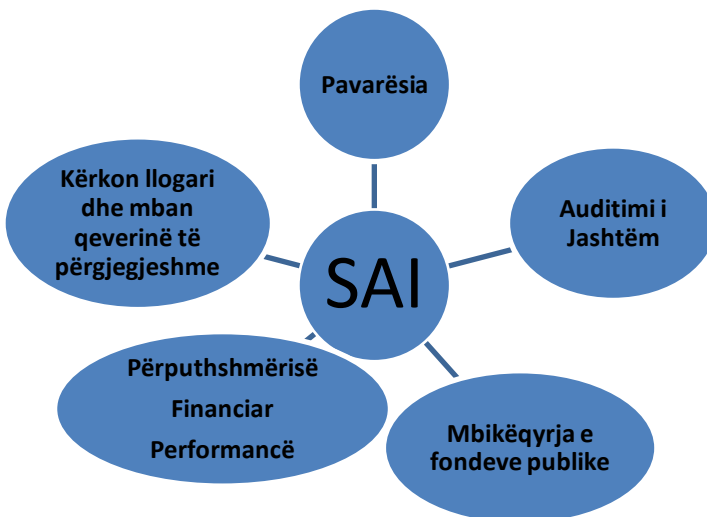 Pavarësia
Kërkon llogari
dhe mban
qeverinë të
përgjegjeshme
Auditimi i
Jashtëm
SAI
Përputhshmërisë
Financiar
Performancë
Mbikëqyrja e
fondeve publike